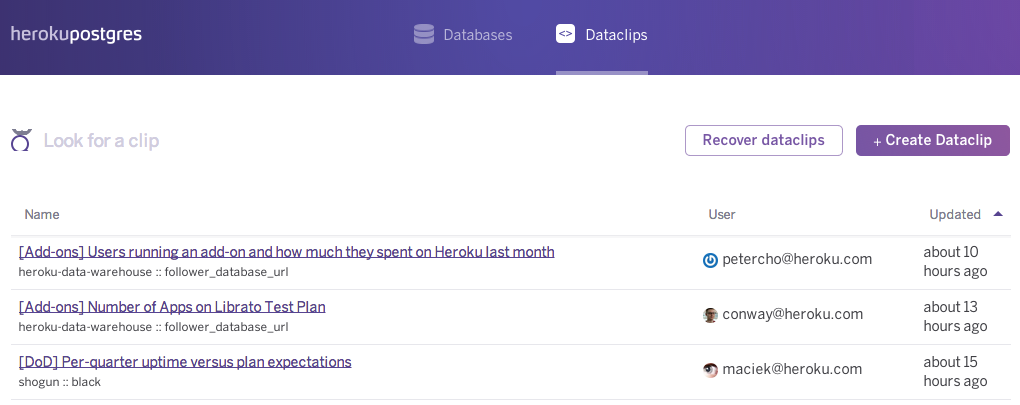 herokupostgres
Databases
<> Dataclips
Look for a clip
Recover dataclips
+ Create Dataclip
Name
User
Updated
[Add-ons] Users running an add-on and how much they spent on Heroku last month
heroku-data-warehouse :: follower_database_url
petercho@heroku.com
about 10
hours ago
[Add-ons] Number of Apps on Librato Test Plan
heroku-data-warehouse :: follower_database_url
conway@heroku.com
about 13
hours ago
[DoD] Per-quarter uptime versus plan expectations
shogun :: black
maciek@heroku.com
about 15
hours ago